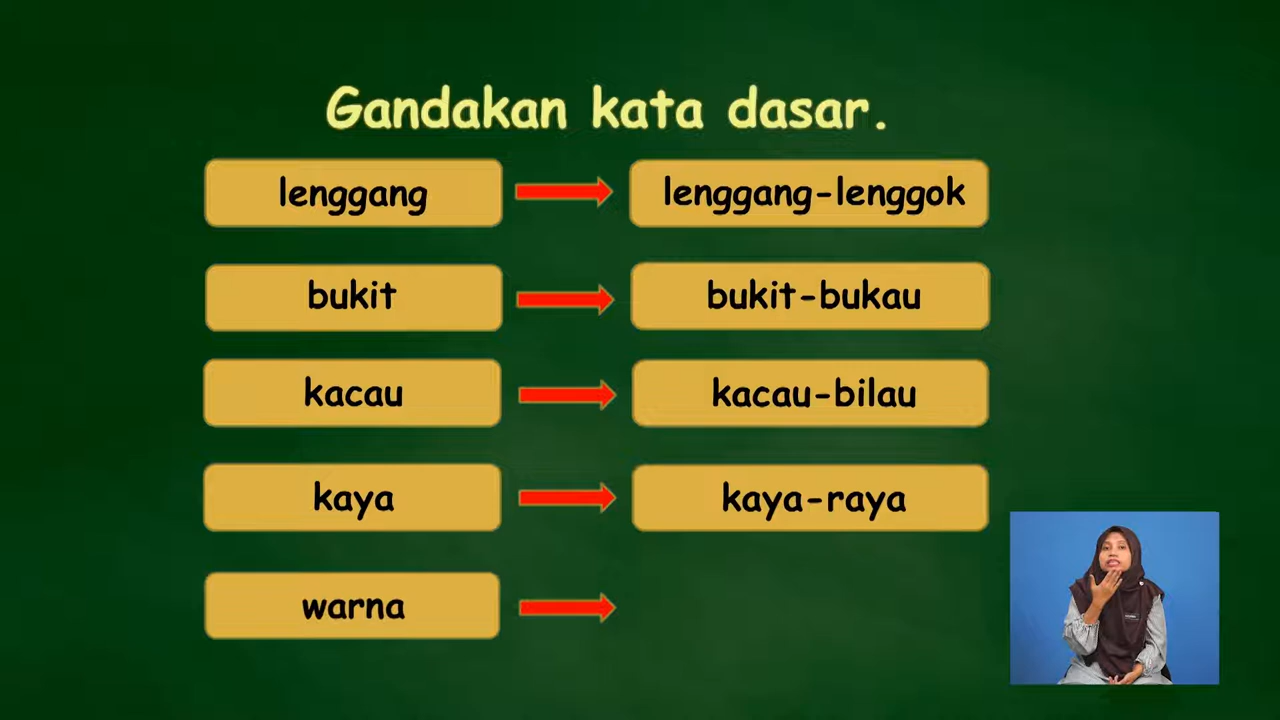 Gandakan kata dasar.
lenggang lenggang-lenggok
bukit bukit-bukau
kacau kacau-bilau
kaya kaya-raya
warna